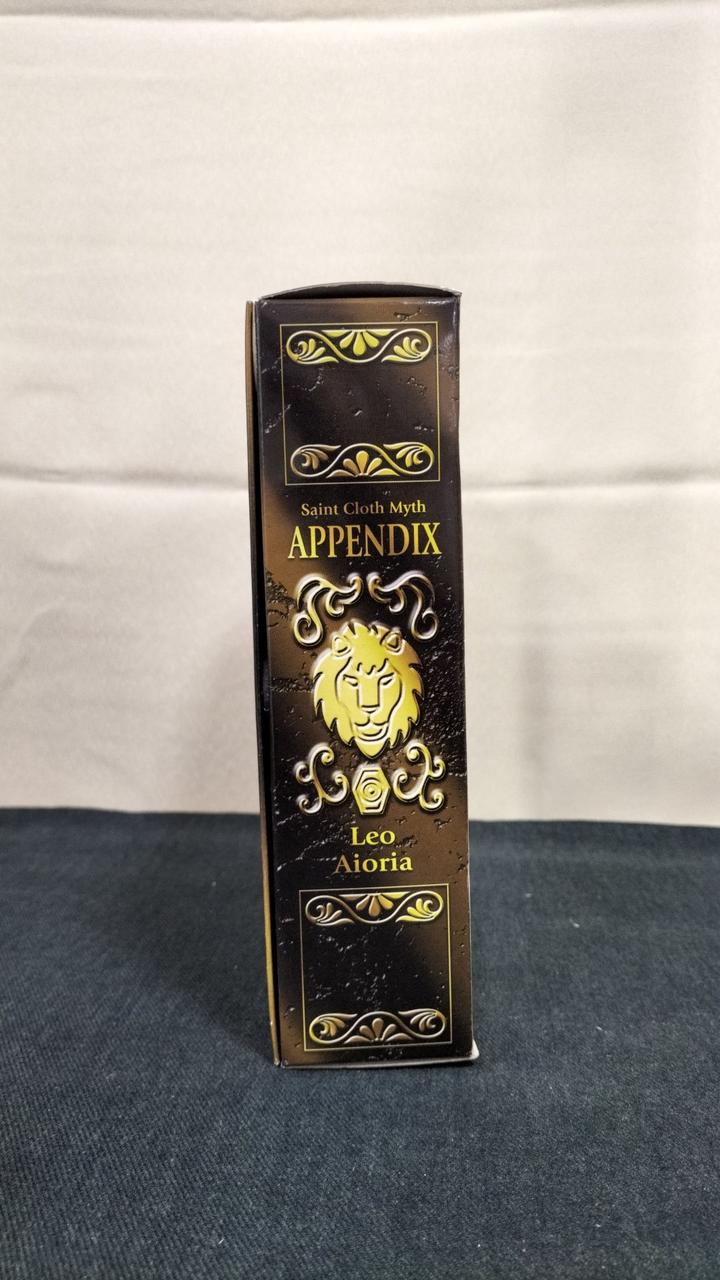 Saint Cloth Myth
APPENDIX
Leo
Aioria